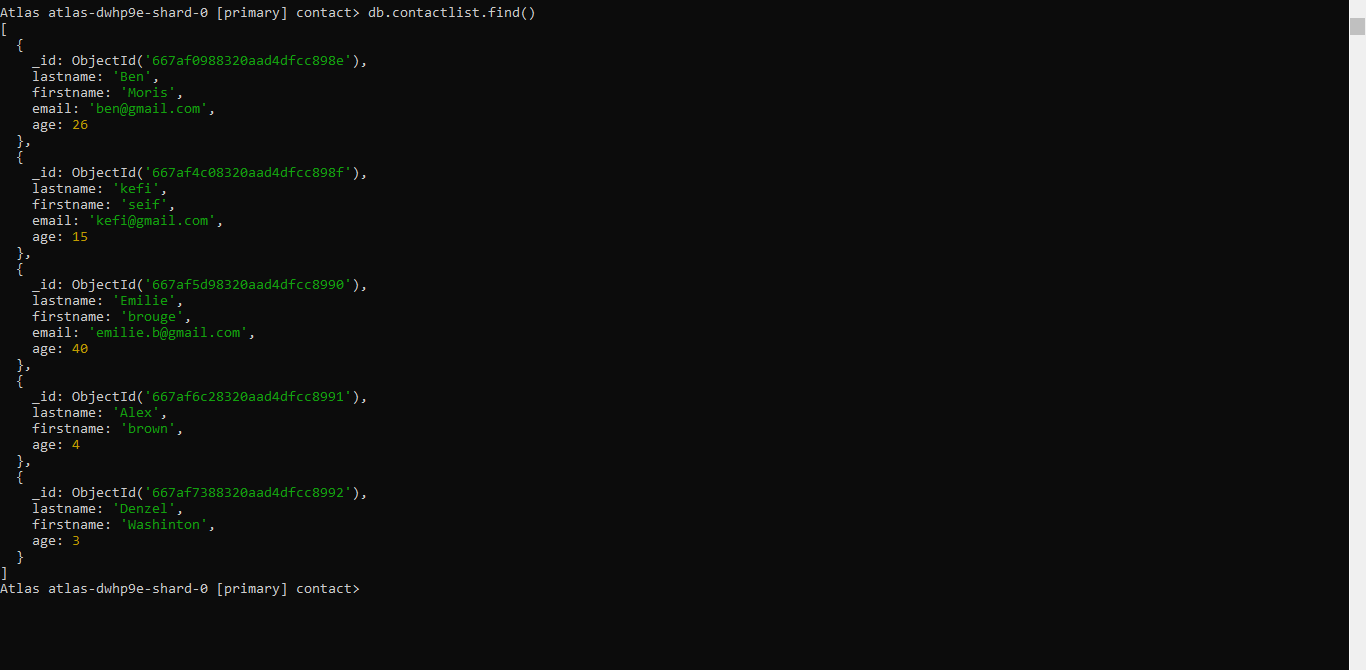 Atlas atlas-dwhp9e-shard-0 [primary] contact> db.contactlist.find()
[
  {
    _id: ObjectId('667af0988320aad4dfcc898e'),
    lastname: 'Ben',
    firstname: 'Moris',
    email: 'ben@gmail.com',
    age: 26
  },
  {
    _id: ObjectId('667af4c08320aad4dfcc898f'),
    lastname: 'kefi',
    firstname: 'seif',
    email: 'kefi@gmail.com',
    age: 15
  },
  {
    _id: ObjectId('667af5d98320aad4dfcc8990'),
    lastname: 'Emilie',
    firstname: 'brouge',
    email: 'emilie.b@gmail.com',
    age: 40
  },
  {
    _id: ObjectId('667af6c28320aad4dfcc8991'),
    lastname: 'Alex',
    firstname: 'brown',
    age: 4
  },
  {
    _id: ObjectId('667af7388320aad4dfcc8992'),
    lastname: 'Denzel',
    firstname: 'Washinton',
    age: 3
  }
]
Atlas atlas-dwhp9e-shard-0 [primary] contact>